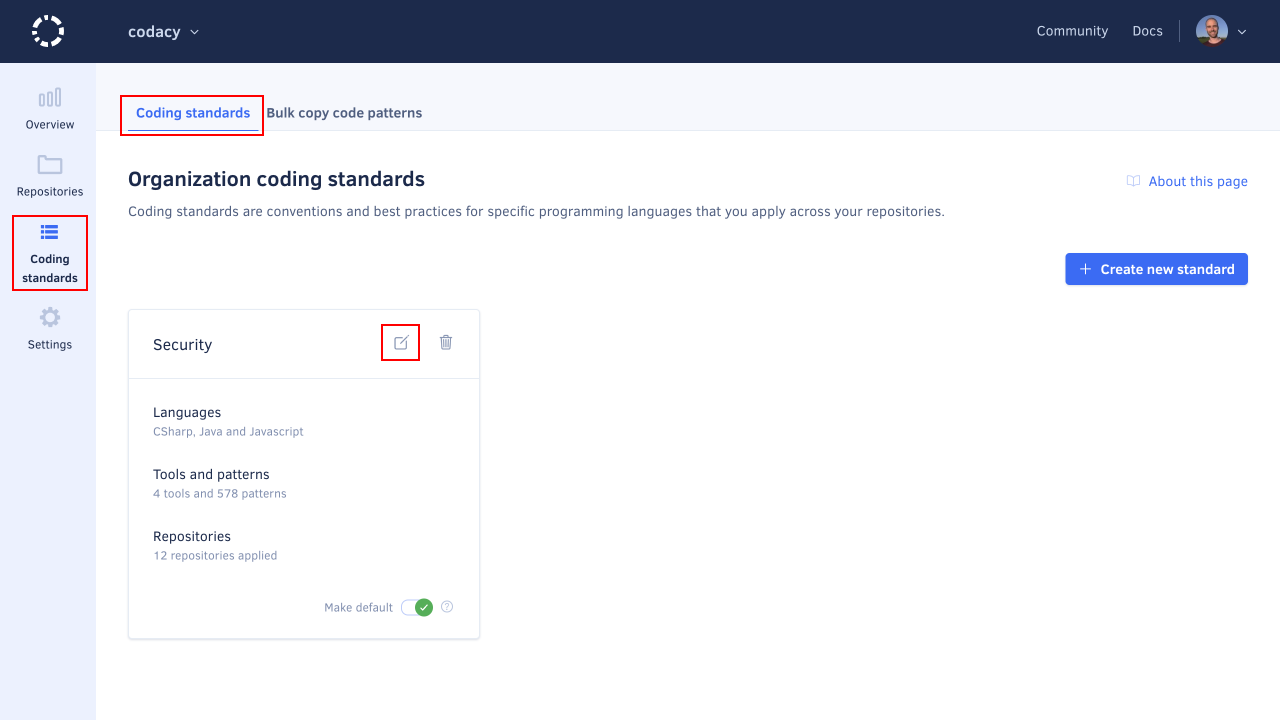 codacy
Community
Docs
Overview
Repositories
Coding
standards
Settings
Coding standards
Bulk copy code patterns
Organization coding standards
About this page
Coding standards are conventions and best practices for specific programming languages that you apply across your repositories.
Create new standard
Security
Languages
CSharp, Java and Javascript
Tools and patterns
4 tools and 578 patterns
Repositories
12 repositories applied
Make default